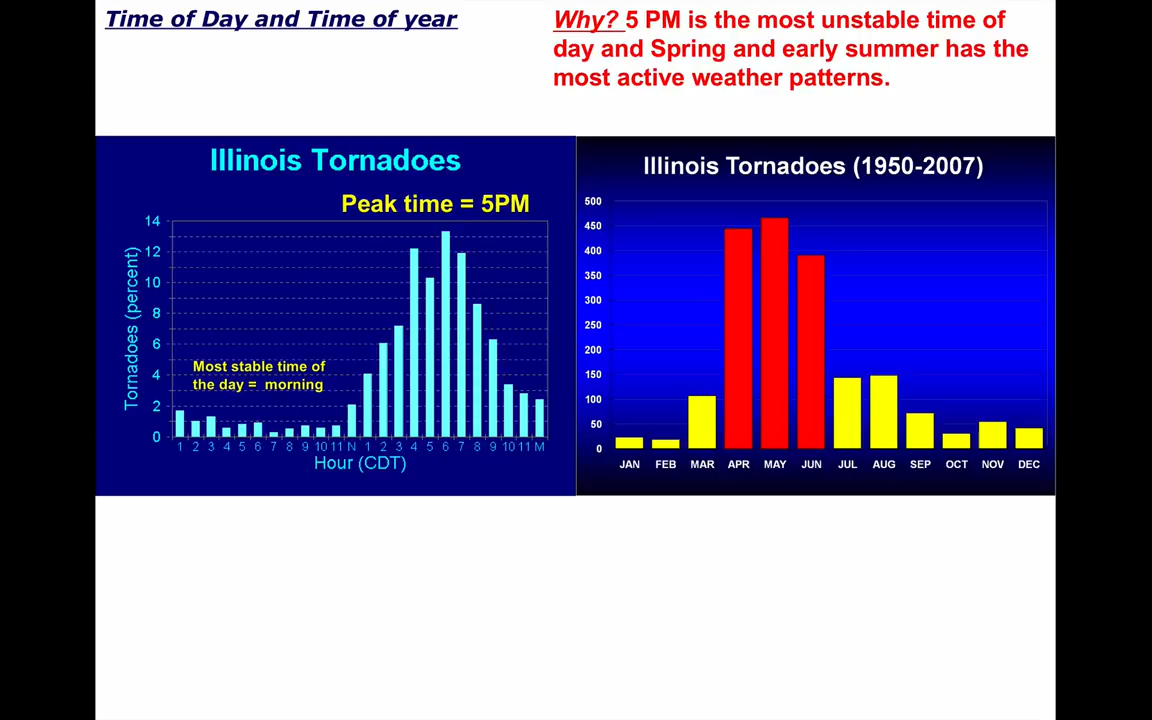 Time of Day and Time of year
Why? 5 PM is the most unstable time of
day and Spring and early summer has the
most active weather patterns.
Illinois Tornadoes
Peak time = 5PM
14
12
10
8
6
4
2
0
Tornadoes (percent)
Most stable time of
the day = morning
1 2 3 4 5 6 7 8 9 10 11 N 1 2 3 4 5 6 7 8 9 10 11 M
Hour (CDT)
Illinois Tornadoes (1950-2007)
500
450
400
350
300
250
200
150
100
50
0
JAN FEB MAR APR MAY JUN JUL AUG SEP OCT NOV DEC